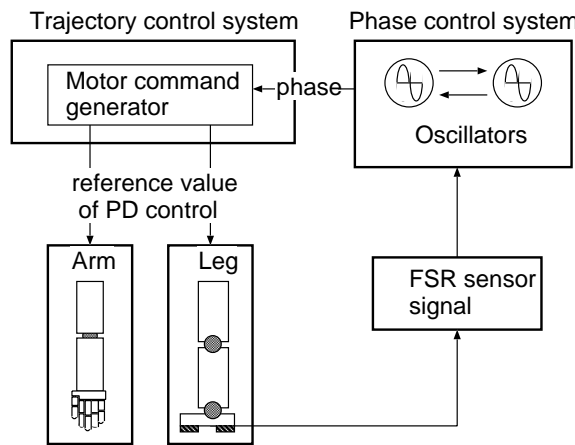 Trajectory control system
Phase control system
Motor command
generator
phase
Oscillators
reference value
of PD control
Arm
Leg
FSR sensor
signal